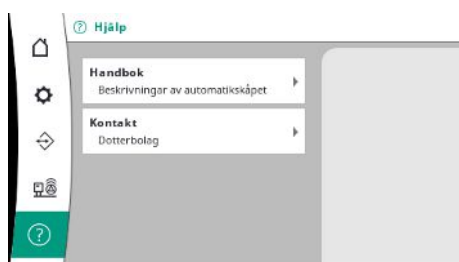 Hjälp
Handbok
Beskrivningar av automatikskåpet
Kontakt
Dotterbolag